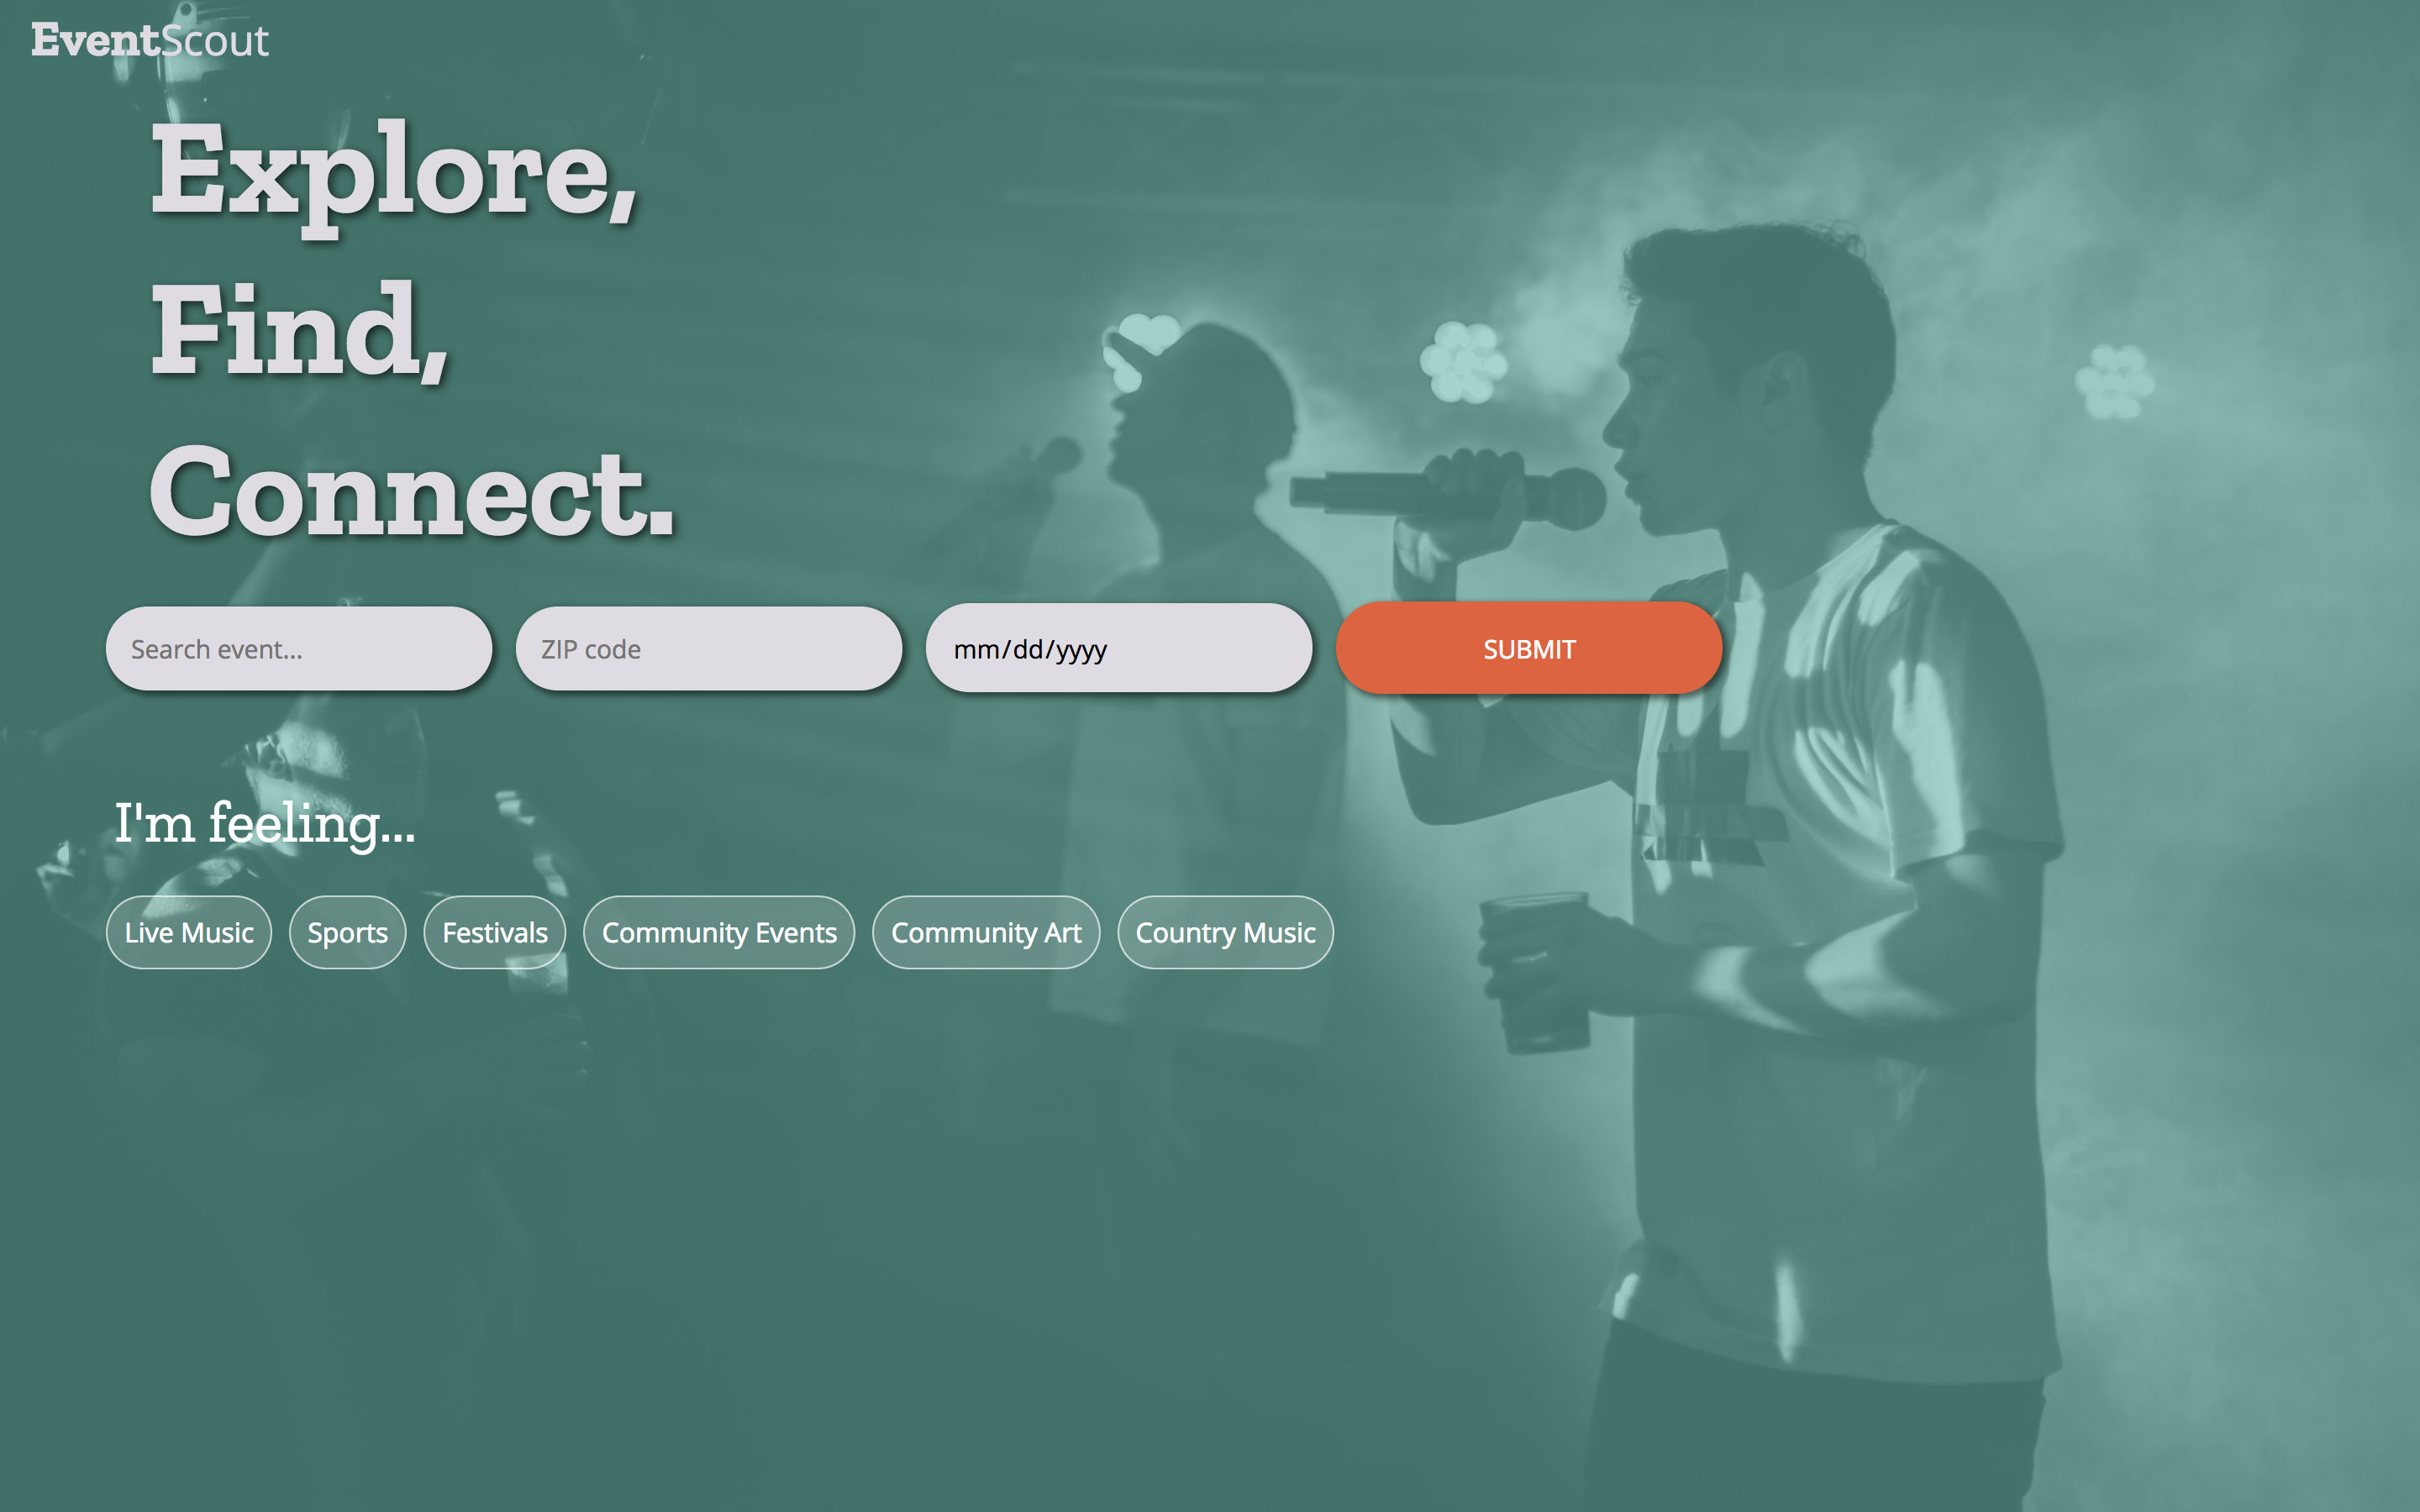 EventScout
Explore,
Find,
Connect.
Search event...
ZIP code
mm/dd/yyyy
SUBMIT
I'm feeling...
Live Music
Sports
Festivals
Community Events
Community Art
Country Music